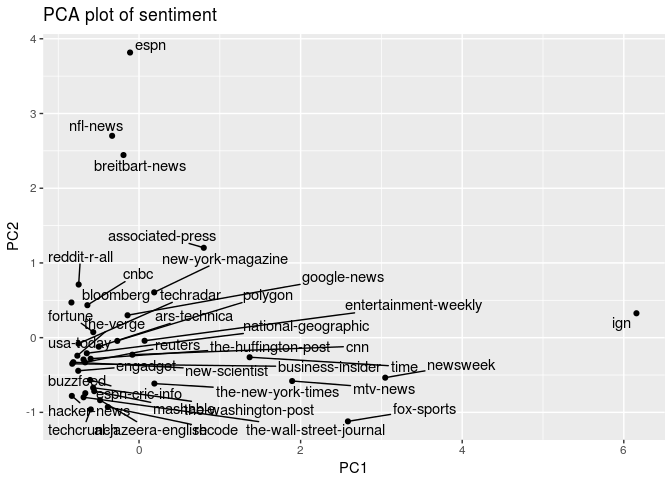 PCA plot of sentiment
4
espn
3
nfl-news
breitbart-news
2
associated-press
reddit-r-all
new-york-magazine
1
cnbc
google-news
bloomberg
techradar
polygon
entertainment-weekly
fortune
ars-technica
the-verge
national-geographic
ign
0
usa-today
reuters
the-huffington-post
cnn
engadget
new-scientist
business-insider
time
newsweek
buzzfeed
espn-cric-info
the-new-york-times
mtv-news
hacker-news
mashable
the-washington-post
fox-sports
-1
techcrunch
al-jazeera-english
recode
the-wall-street-journal
0
2
4
6
PC1
PC2